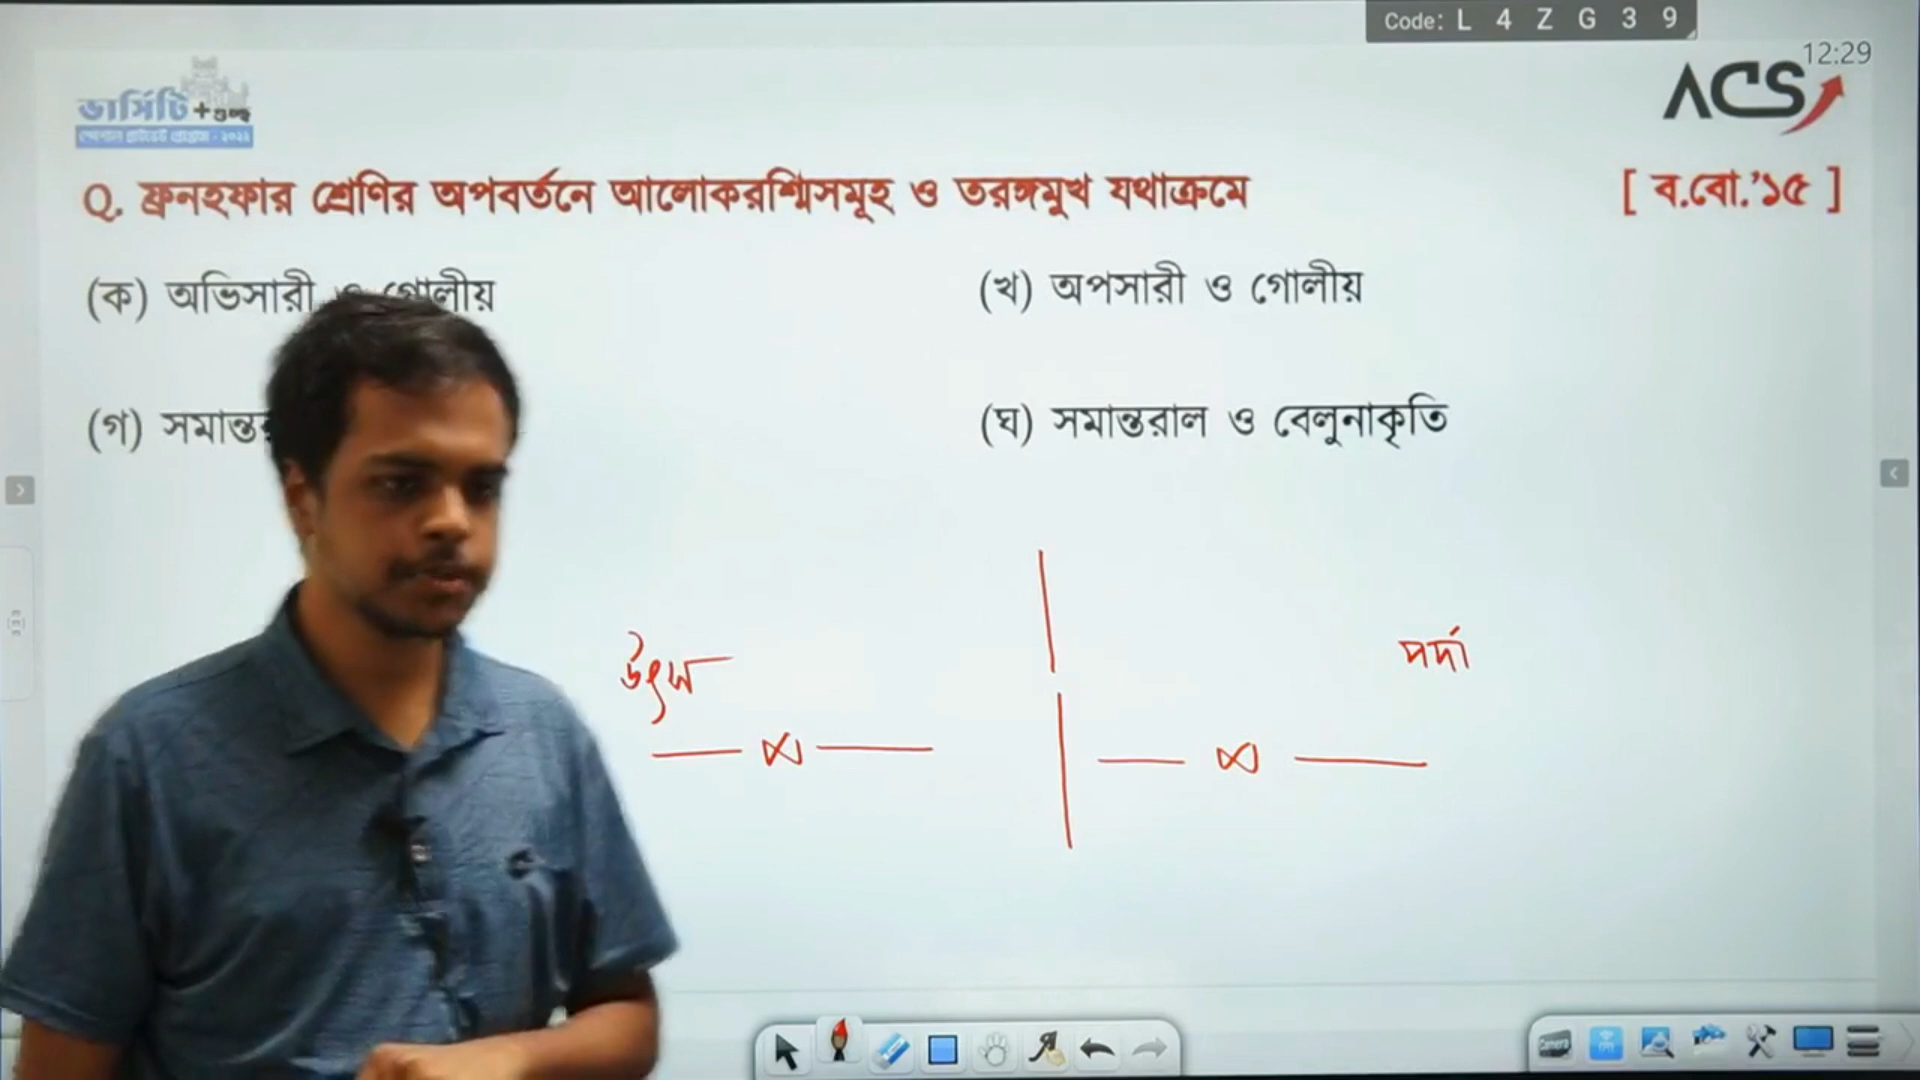 Code: L 4 Z G 3 9
12:29
ভার্সিটি +
ACS
Q. ফ্রনহফার শ্রেণির অপবর্তনে আলোকরশ্মিসমূহ ও তরঙ্গমুখ যথাক্রমে [ ব.বো.'১৫ ]
(ক) অভিসারী ও গোলীয় (খ) অপসারী ও গোলীয়
(গ) (ঘ) সমান্তরাল ও বেলুনাকৃতি
উৎস পর্দা
∞ ∞
Camera